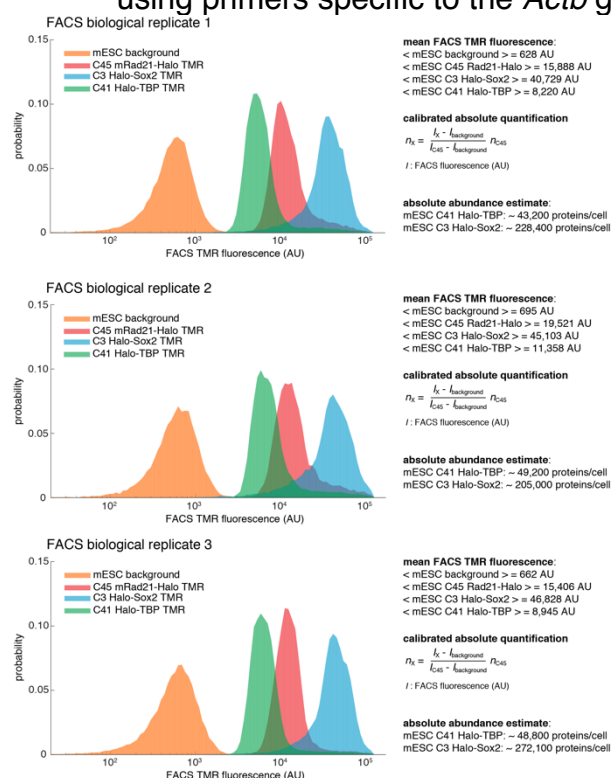 using primers specific to the Actb g
FACS biological replicate 1
0.15
0.10
0.05
0
probability
mESC background
C45 mRad21-Halo TMR
C3 Halo-Sox2 TMR
C41 Halo-TBP TMR
10² 10³ 10⁴ 10⁵
FACS TMR fluorescence (AU)
mean FACS TMR fluorescence:
< mESC background > = 628 AU
< mESC C45 Rad21-Halo > = 15,888 AU
< mESC C3 Halo-Sox2 > = 40,729 AU
< mESC C41 Halo-TBP > = 8,220 AU
calibrated absolute quantification
nX = (IX - Ibackground) / (IC45 - Ibackground) nC45
I : FACS fluorescence (AU)
absolute abundance estimate:
mESC C41 Halo-TBP: ~ 43,200 proteins/cell
mESC C3 Halo-Sox2: ~ 228,400 proteins/cell
FACS biological replicate 2
0.15
0.10
0.05
0
probability
mESC background
C45 mRad21-Halo TMR
C3 Halo-Sox2 TMR
C41 Halo-TBP TMR
10² 10³ 10⁴ 10⁵
FACS TMR fluorescence (AU)
mean FACS TMR fluorescence:
< mESC background > = 695 AU
< mESC C45 Rad21-Halo > = 19,521 AU
< mESC C3 Halo-Sox2 > = 45,103 AU
< mESC C41 Halo-TBP > = 11,358 AU
calibrated absolute quantification
nX = (IX - Ibackground) / (IC45 - Ibackground) nC45
I : FACS fluorescence (AU)
absolute abundance estimate:
mESC C41 Halo-TBP: ~ 49,200 proteins/cell
mESC C3 Halo-Sox2: ~ 205,000 proteins/cell
FACS biological replicate 3
0.15
0.10
0.05
0
probability
mESC background
C45 mRad21-Halo TMR
C3 Halo-Sox2 TMR
C41 Halo-TBP TMR
10² 10³ 10⁴ 10⁵
FACS TMR fluorescence (AU)
mean FACS TMR fluorescence:
< mESC background > = 662 AU
< mESC C45 Rad21-Halo > = 15,406 AU
< mESC C3 Halo-Sox2 > = 46,828 AU
< mESC C41 Halo-TBP > = 8,945 AU
calibrated absolute quantification
nX = (IX - Ibackground) / (IC45 - Ibackground) nC45
I : FACS fluorescence (AU)
absolute abundance estimate:
mESC C41 Halo-TBP: ~ 48,800 proteins/cell
mESC C3 Halo-Sox2: ~ 272,100 proteins/cell